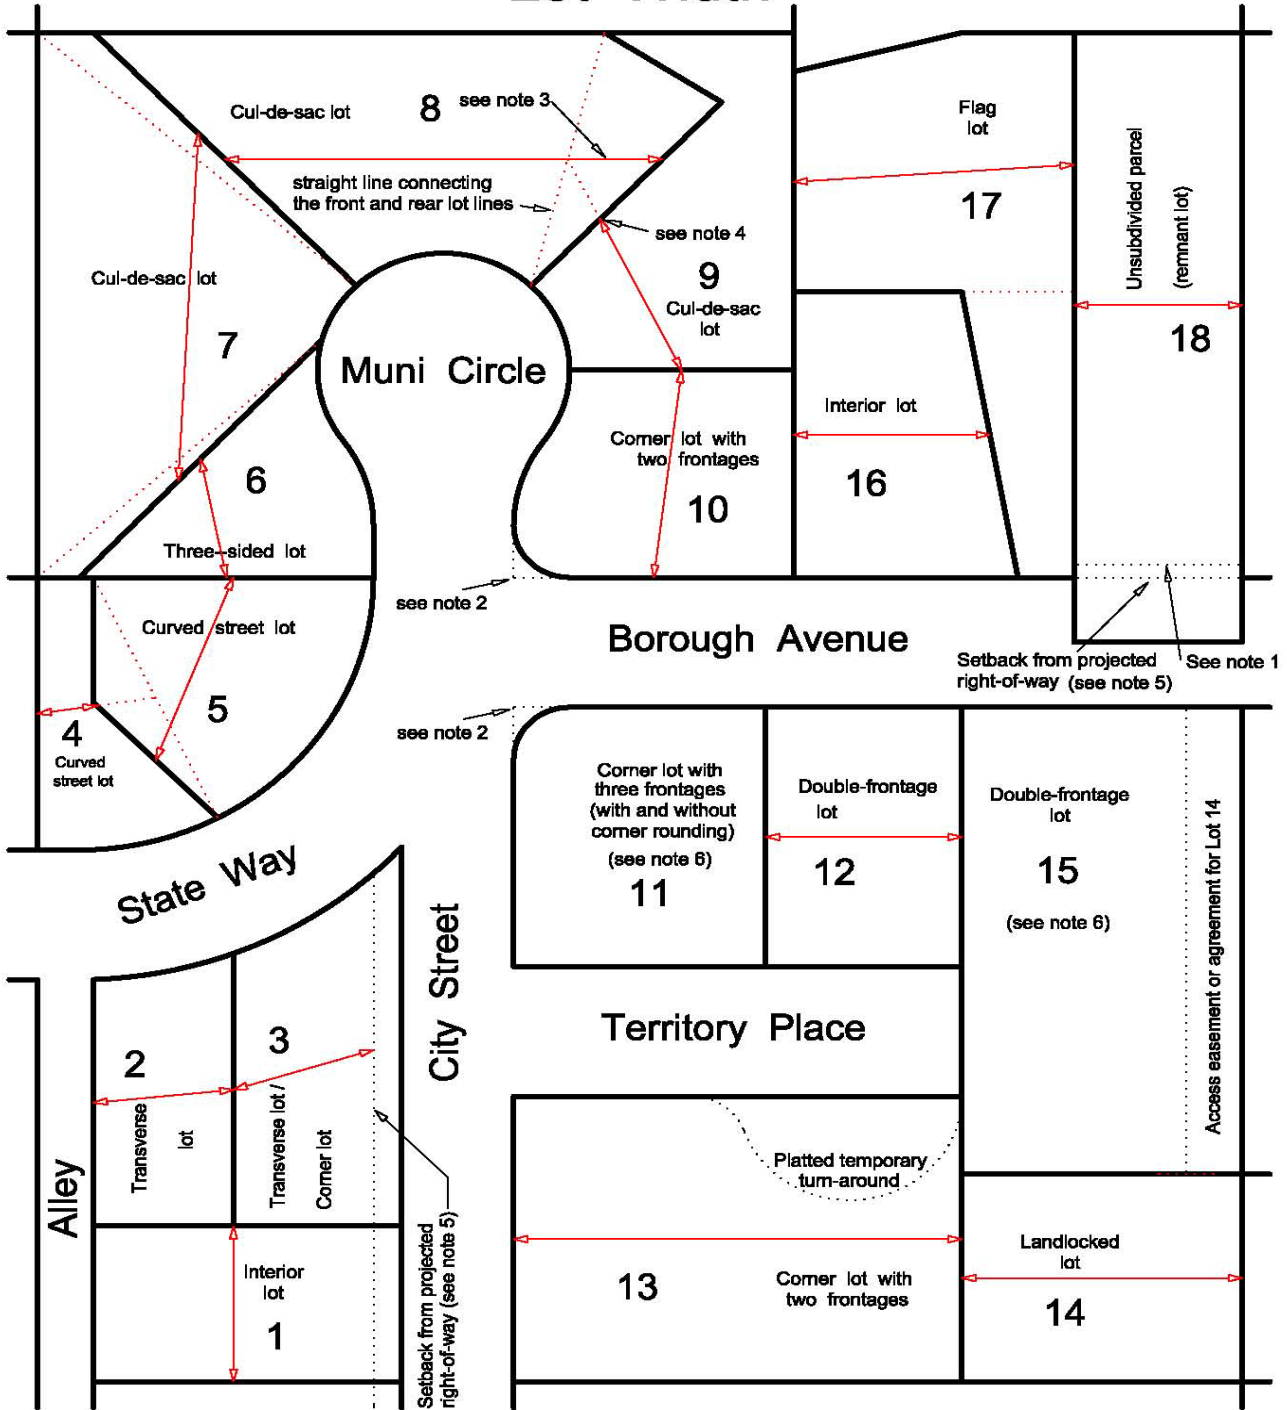 Cul-de-sac lot
8
see note 3
straight line connecting
the front and rear lot lines
see note 4
Flag
lot
17
Unsubdivided parcel
(remnant lot)
18
Cul-de-sac lot
7
9
Cul-de-sac
lot
Muni Circle
Interior lot
16
Corner lot with
two frontages
10
6
Three-sided lot
see note 2
Curved street lot
5
4
Curved
street lot
Borough Avenue
Setback from projected
right-of-way (see note 5)
See note 1
see note 2
Corner lot with
three frontages
(with and without
corner rounding)
(see note 6)
11
Double-frontage
lot
12
Double-frontage
lot
15
(see note 6)
Access easement or agreement for Lot 14
State Way
City Street
Territory Place
2
Transverse
lot
3
Transverse lot /
Corner lot
Alley
Setback from projected
right-of-way (see note 5)
Platted temporary
turn-around
Interior
lot
1
13
Corner lot with
two frontages
Landlocked
lot
14